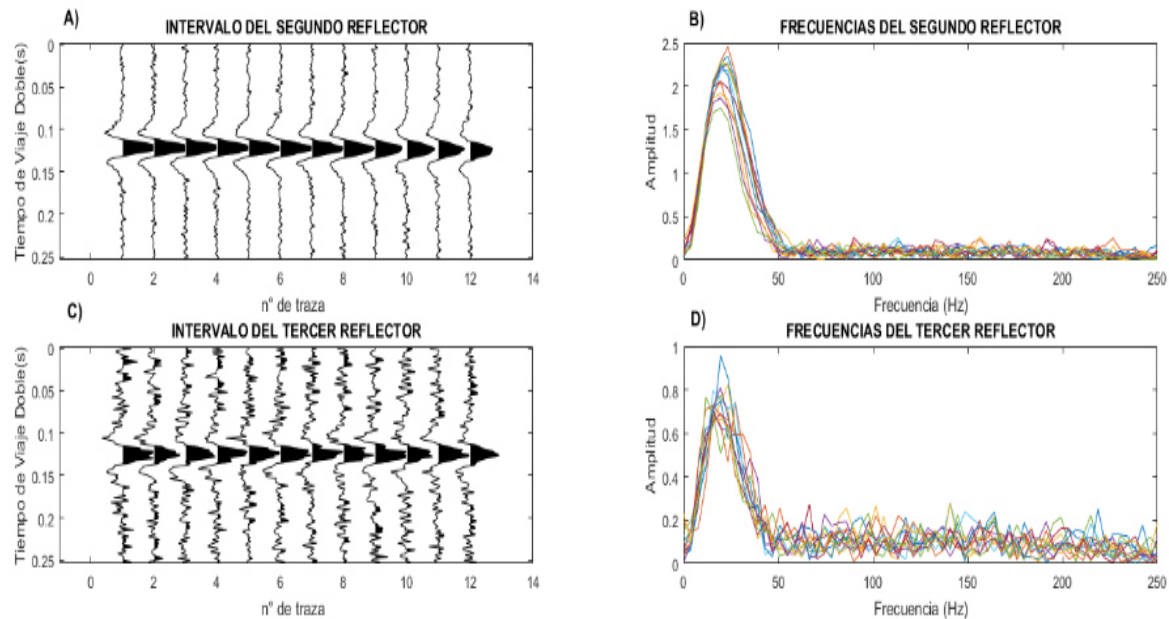 A)
INTERVALO DEL SEGUNDO REFLECTOR
Tiempo de Viaje Doble(s)
0
0.05
0.1
0.15
0.2
0.25
0 2 4 6 8 10 12 14
n° de traza
B)
FRECUENCIAS DEL SEGUNDO REFLECTOR
Amplitud
2.5
2
1.5
1
0.5
0
0 50 100 150 200 250
Frecuencia (Hz)
C)
INTERVALO DEL TERCER REFLECTOR
Tiempo de Viaje Doble(s)
0
0.05
0.1
0.15
0.2
0.25
0 2 4 6 8 10 12 14
n° de traza
D)
FRECUENCIAS DEL TERCER REFLECTOR
Amplitud
1
0.8
0.6
0.4
0.2
0
0 50 100 150 200 250
Frecuencia (Hz)